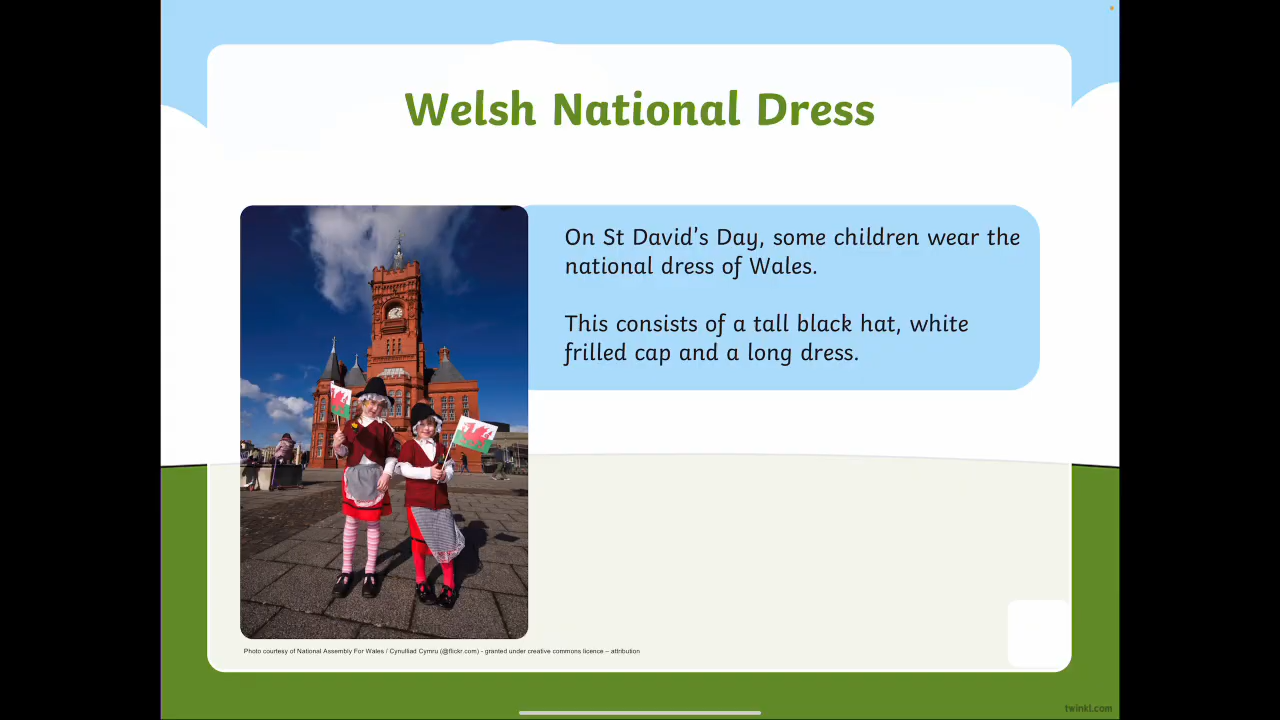 Welsh National Dress
On St David's Day, some children wear the
national dress of Wales.
This consists of a tall black hat, white
frilled cap and a long dress.
Photo courtesy of National Assembly For Wales / Cynulliad Cymru (@flickr.com) - granted under creative commons licence – attribution
twinkl.com